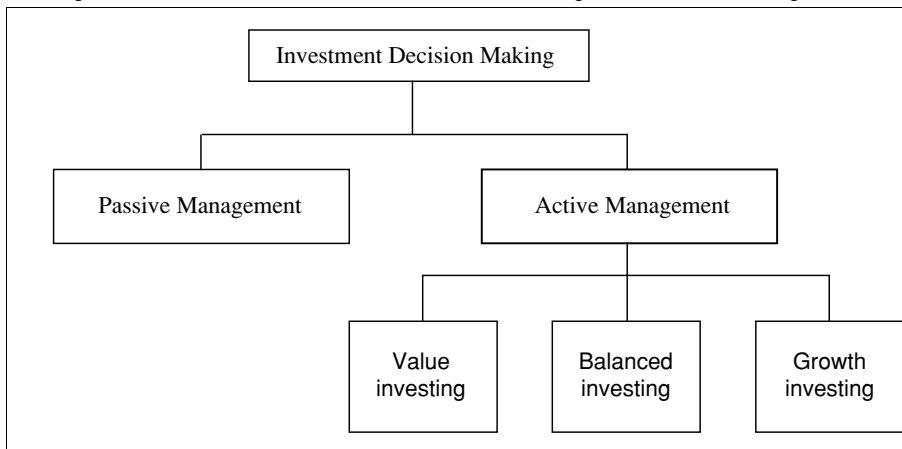 Investment Decision Making
Passive Management
Active Management
Value
investing
Balanced
investing
Growth
investing